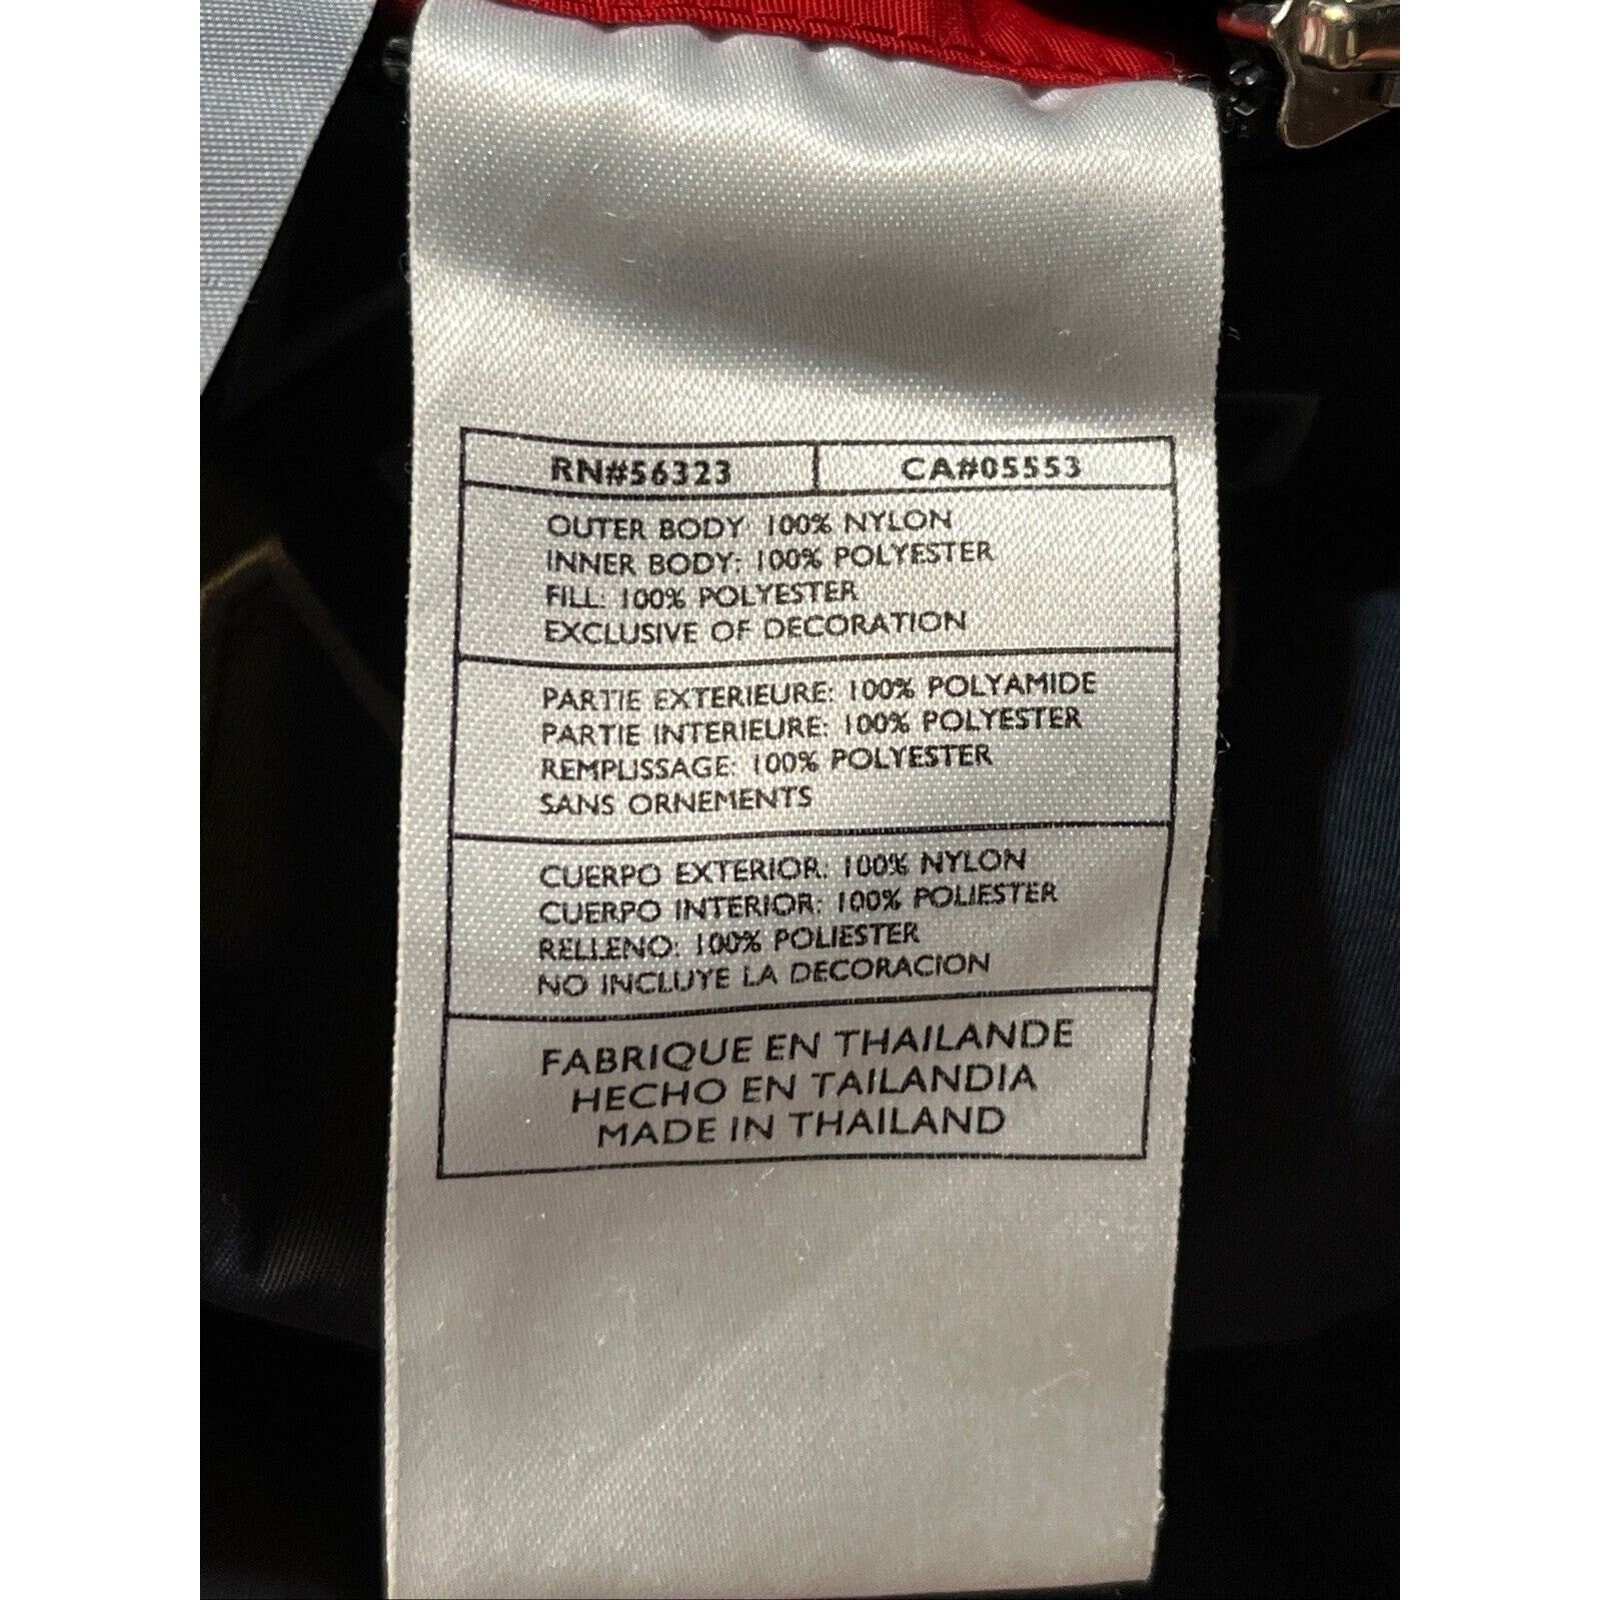 RN#56323 CA#05553
OUTER BODY: 100% NYLON
INNER BODY: 100% POLYESTER
FILL: 100% POLYESTER
EXCLUSIVE OF DECORATION
PARTIE EXTERIEURE: 100% POLYAMIDE
PARTIE INTERIEURE: 100% POLYESTER
REMPLISSAGE: 100% POLYESTER
SANS ORNEMENTS
CUERPO EXTERIOR: 100% NYLON
CUERPO INTERIOR: 100% POLIESTER
RELLENO: 100% POLIESTER
NO INCLUYE LA DECORACION
FABRIQUE EN THAILANDE
HECHO EN TAILANDIA
MADE IN THAILAND